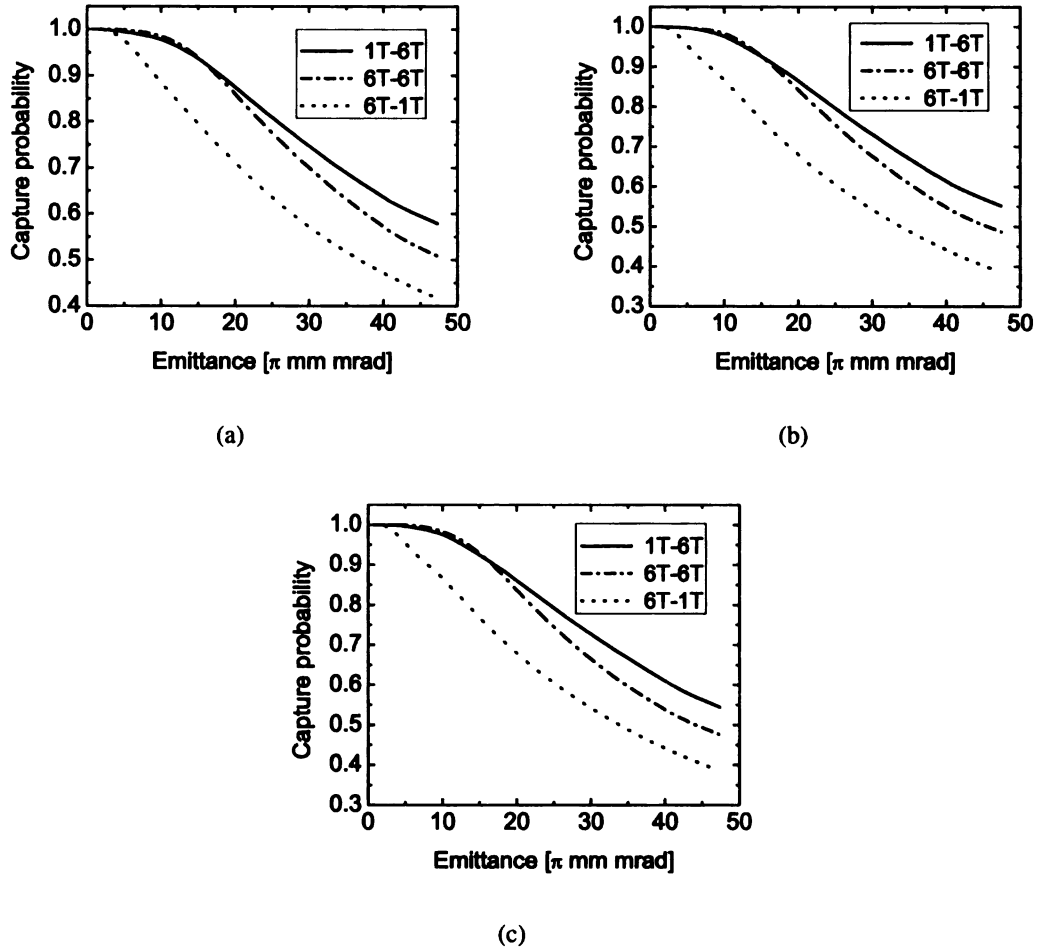 1.0
0.9
0.8
0.7
0.6
0.5
0.4
0 10 20 30 40 50
Capture probability
Emittance [π mm mrad]
1T-6T
6T-6T
6T-1T
(a)
1.0
0.9
0.8
0.7
0.6
0.5
0.4
0.3
0 10 20 30 40 50
Capture probability
Emittance [π mm mrad]
1T-6T
6T-6T
6T-1T
(b)
1.0
0.9
0.8
0.7
0.6
0.5
0.4
0.3
0 10 20 30 40 50
Capture probability
Emittance [π mm mrad]
1T-6T
6T-6T
6T-1T
(c)